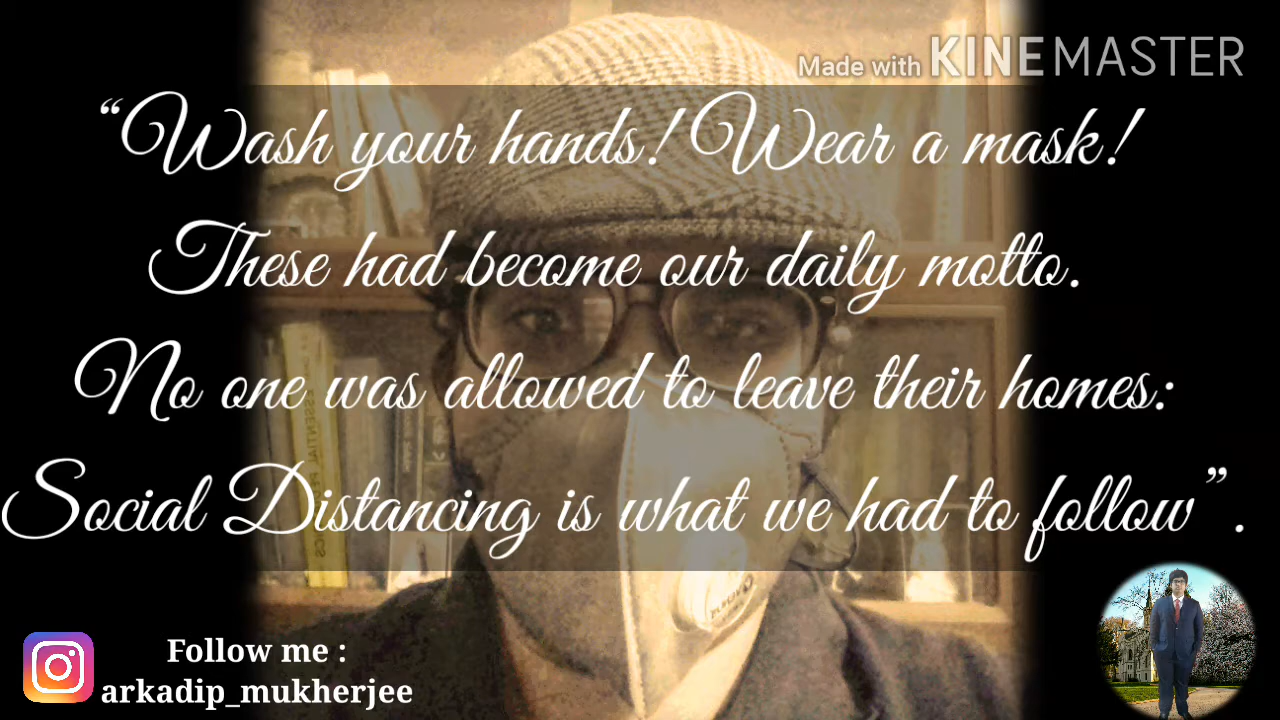 Made with KINEMASTER
“Wash your hands! Wear a mask!
These had become our daily motto.
No one was allowed to leave their homes:
Social Distancing is what we had to follow”.
Follow me :
arkadip_mukherjee